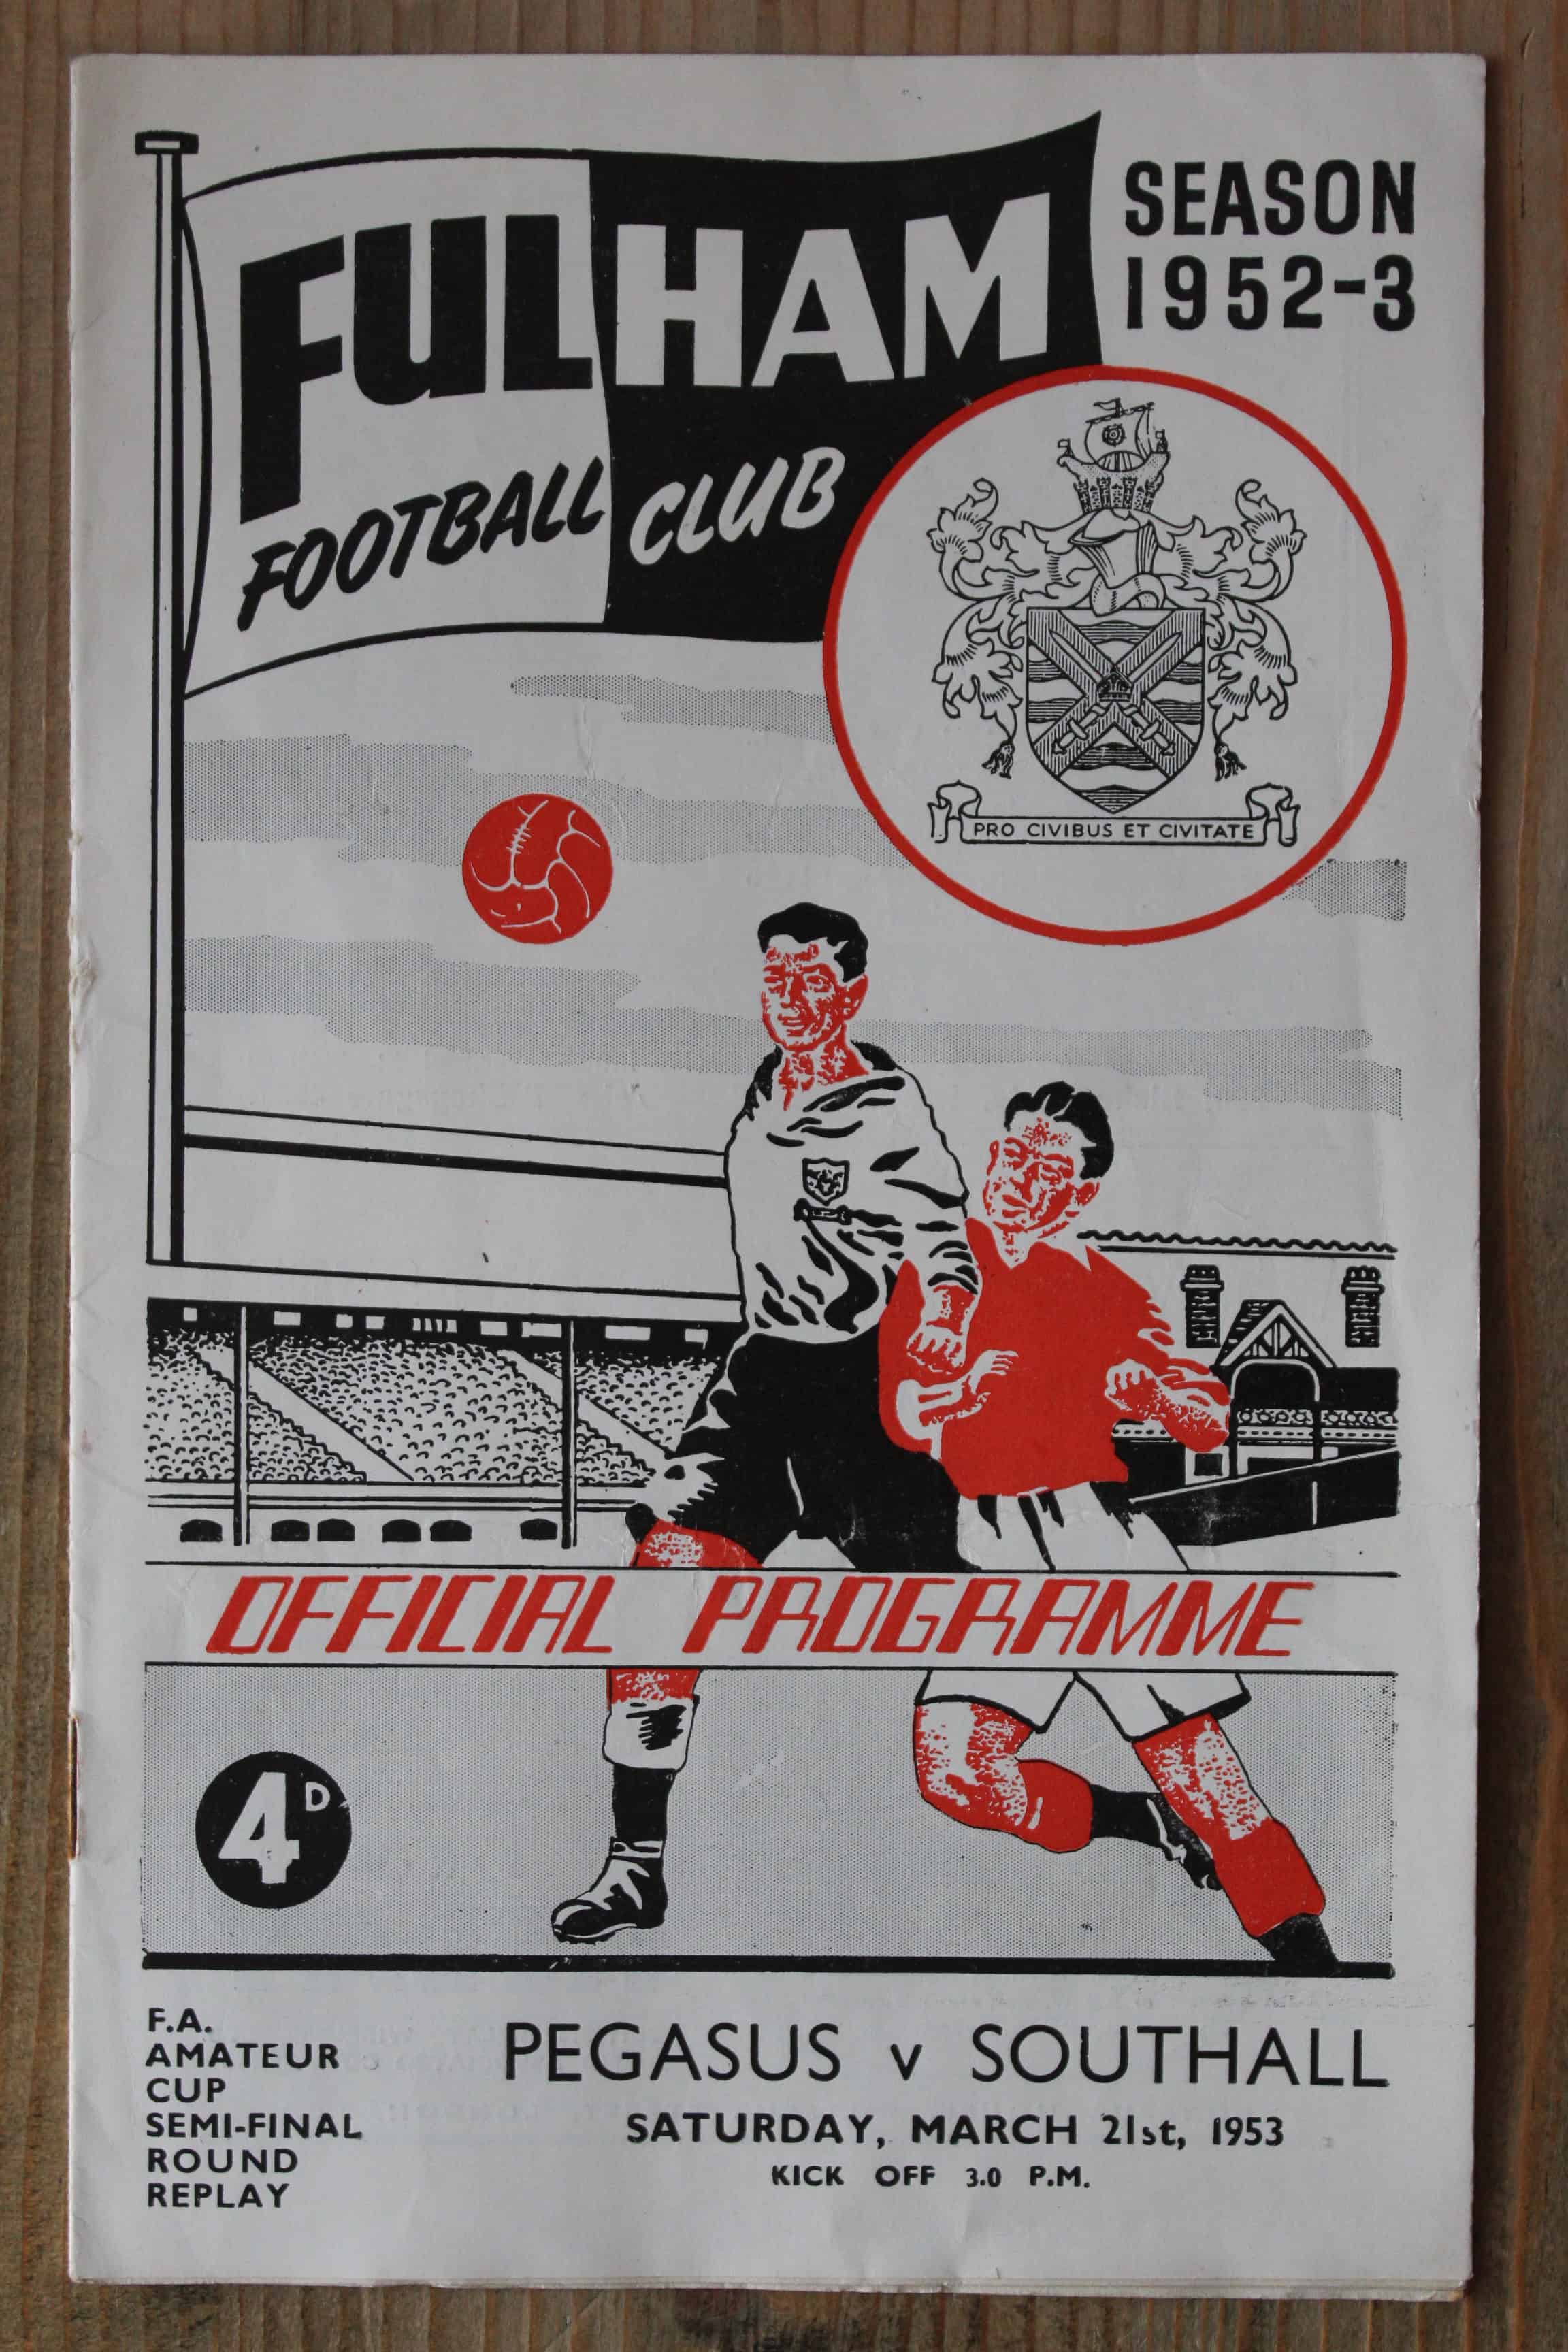 FULHAM
FOOTBALL CLUB
SEASON
1952-3
PRO CIVIBUS ET CIVITATE
OFFICIAL PROGRAMME
4D
F.A.
AMATEUR
CUP
SEMI-FINAL
ROUND
REPLAY
PEGASUS v SOUTHALL
SATURDAY, MARCH 21st, 1953
KICK OFF 3.0 P.M.